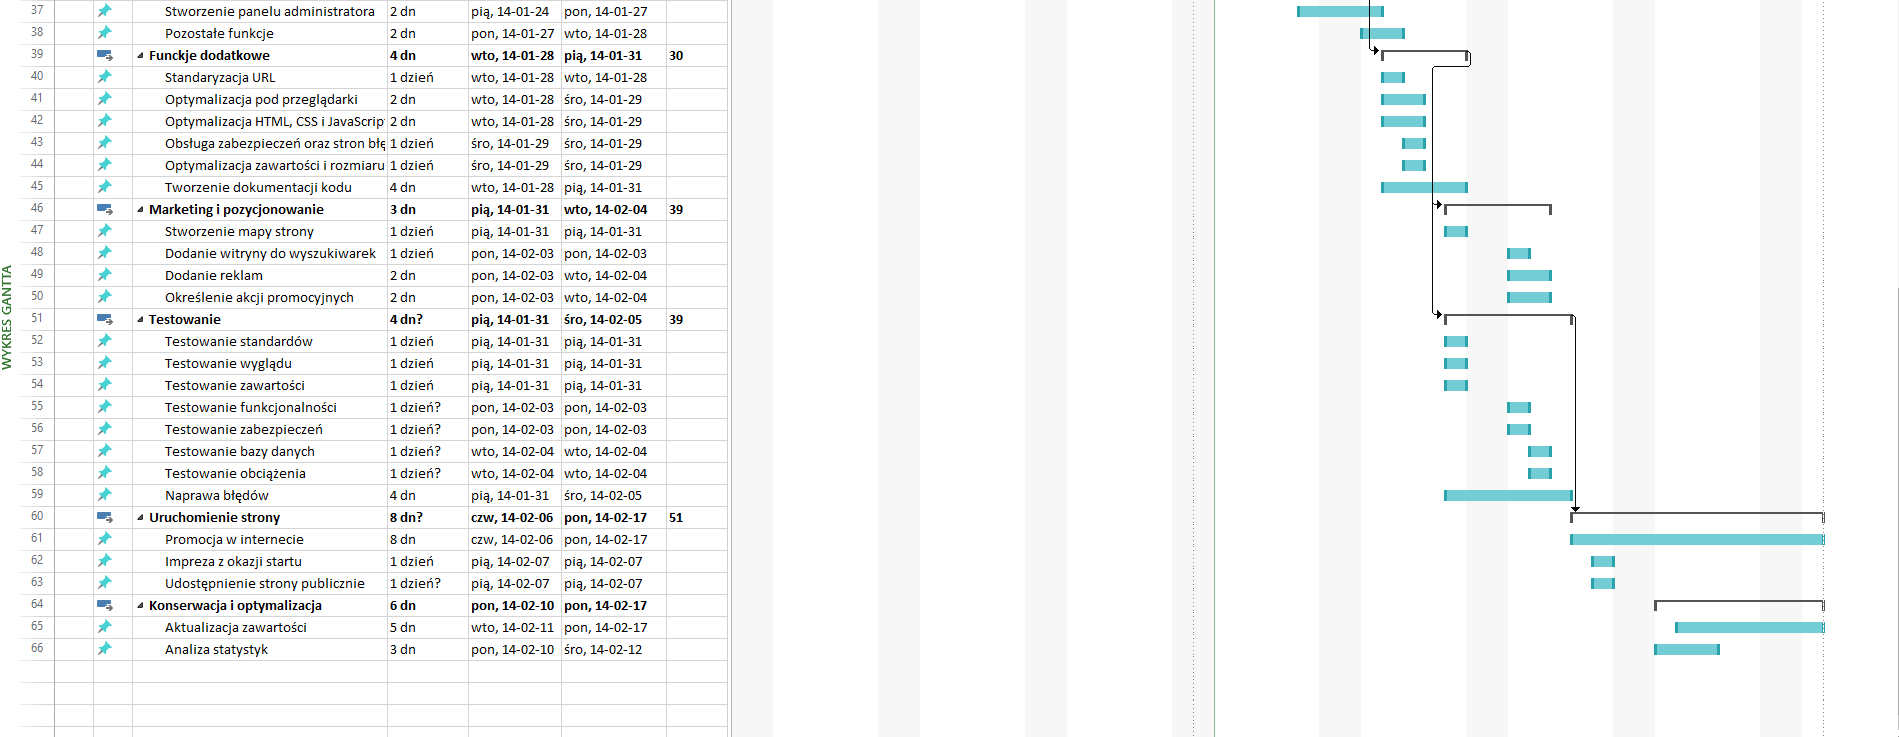 WYKRES GANTTA
37 Stworzenie panelu administratora 2 dn pią, 14-01-24 pon, 14-01-27
38 Pozostałe funkcje 2 dn pon, 14-01-27 wto, 14-01-28
39 Funckje dodatkowe 4 dn wto, 14-01-28 pią, 14-01-31 30
40 Standaryzacja URL 1 dzień wto, 14-01-28 wto, 14-01-28
41 Optymalizacja pod przeglądarki 2 dn wto, 14-01-28 śro, 14-01-29
42 Optymalizacja HTML, CSS i JavaScrip 2 dn wto, 14-01-28 śro, 14-01-29
43 Obsługa zabezpieczeń oraz stron błę 1 dzień śro, 14-01-29 śro, 14-01-29
44 Optymalizacja zawartości i rozmiaru 1 dzień śro, 14-01-29 śro, 14-01-29
45 Tworzenie dokumentacji kodu 4 dn wto, 14-01-28 pią, 14-01-31
46 Marketing i pozycjonowanie 3 dn pią, 14-01-31 wto, 14-02-04 39
47 Stworzenie mapy strony 1 dzień pią, 14-01-31 pią, 14-01-31
48 Dodanie witryny do wyszukiwarek 1 dzień pon, 14-02-03 pon, 14-02-03
49 Dodanie reklam 2 dn pon, 14-02-03 wto, 14-02-04
50 Określenie akcji promocyjnych 2 dn pon, 14-02-03 wto, 14-02-04
51 Testowanie 4 dn? pią, 14-01-31 śro, 14-02-05 39
52 Testowanie standardów 1 dzień pią, 14-01-31 pią, 14-01-31
53 Testowanie wyglądu 1 dzień pią, 14-01-31 pią, 14-01-31
54 Testowanie zawartości 1 dzień pią, 14-01-31 pią, 14-01-31
55 Testowanie funkcjonalności 1 dzień? pon, 14-02-03 pon, 14-02-03
56 Testowanie zabezpieczeń 1 dzień? pon, 14-02-03 pon, 14-02-03
57 Testowanie bazy danych 1 dzień? wto, 14-02-04 wto, 14-02-04
58 Testowanie obciążenia 1 dzień? wto, 14-02-04 wto, 14-02-04
59 Naprawa błędów 4 dn pią, 14-01-31 śro, 14-02-05
60 Uruchomienie strony 8 dn? czw, 14-02-06 pon, 14-02-17 51
61 Promocja w internecie 8 dn czw, 14-02-06 pon, 14-02-17
62 Impreza z okazji startu 1 dzień pią, 14-02-07 pią, 14-02-07
63 Udostępnienie strony publicznie 1 dzień? pią, 14-02-07 pią, 14-02-07
64 Konserwacja i optymalizacja 6 dn pon, 14-02-10 pon, 14-02-17
65 Aktualizacja zawartości 5 dn wto, 14-02-11 pon, 14-02-17
66 Analiza statystyk 3 dn pon, 14-02-10 śro, 14-02-12